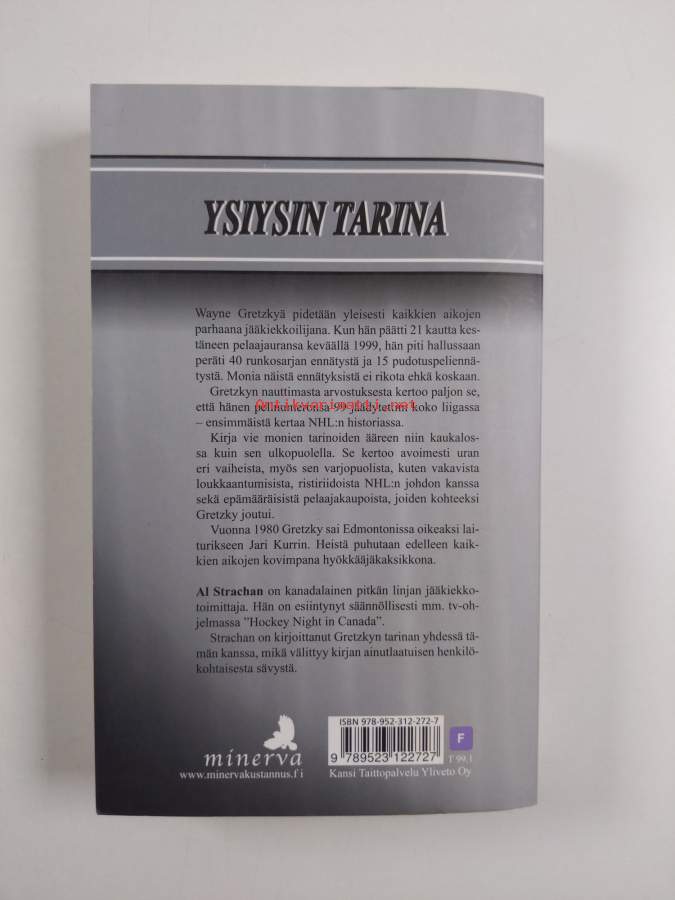 YSIYSIN TARINA
Wayne Gretzkyä pidetään yleisesti kaikkien aikojen
parhaana jääkiekkoilijana. Kun hän päätti 21 kautta kes-
täneen pelaajauransa keväällä 1999, hän piti hallussaan
peräti 40 runkosarjan ennätystä ja 15 pudotuspeliennä-
tystä. Monia näistä ennätyksistä ei rikota ehkä koskaan.
Gretzkyn nauttimasta arvostuksesta kertoo paljon se,
Antikvariaatti.net
että hänen pelinumeronsa 99 jäädytettiin koko liigassa
– ensimmäistä kertaa NHL:n historiassa.
Kirja vie monien tarinoiden ääreen niin kaukalos-
sa kuin sen ulkopuolella. Se kertoo avoimesti uran
eri vaiheista, myös sen varjopuolista, kuten vakavista
loukkaantumisista, ristiriidoista NHL:n johdon kanssa
sekä epämääräisistä pelaajakaupoista, joiden kohteeksi
Gretzky joutui.
Vuonna 1980 Gretzky sai Edmontonissa oikeaksi lai-
turikseen Jari Kurrin. Heistä puhutaan edelleen kaik-
kien aikojen kovimpana hyökkääjäkaksikkona.
Al Strachan on kanadalainen pitkän linjan jääkiekko-
toimittaja. Hän on esiintynyt säännöllisesti mm. tv-oh-
jelmassa ”Hockey Night in Canada”.
Strachan on kirjoittanut Gretzkyn tarinan yhdessä tä-
män kanssa, mikä välittyy kirjan ainutlaatuisen henkilö-
kohtaisesta sävystä.
minerva
www.minervakustannus.fi
ISBN 978-952-312-272-7
9 789523 122727
F
T 99.1
Kansi Taittopalvelu Yliveto Oy